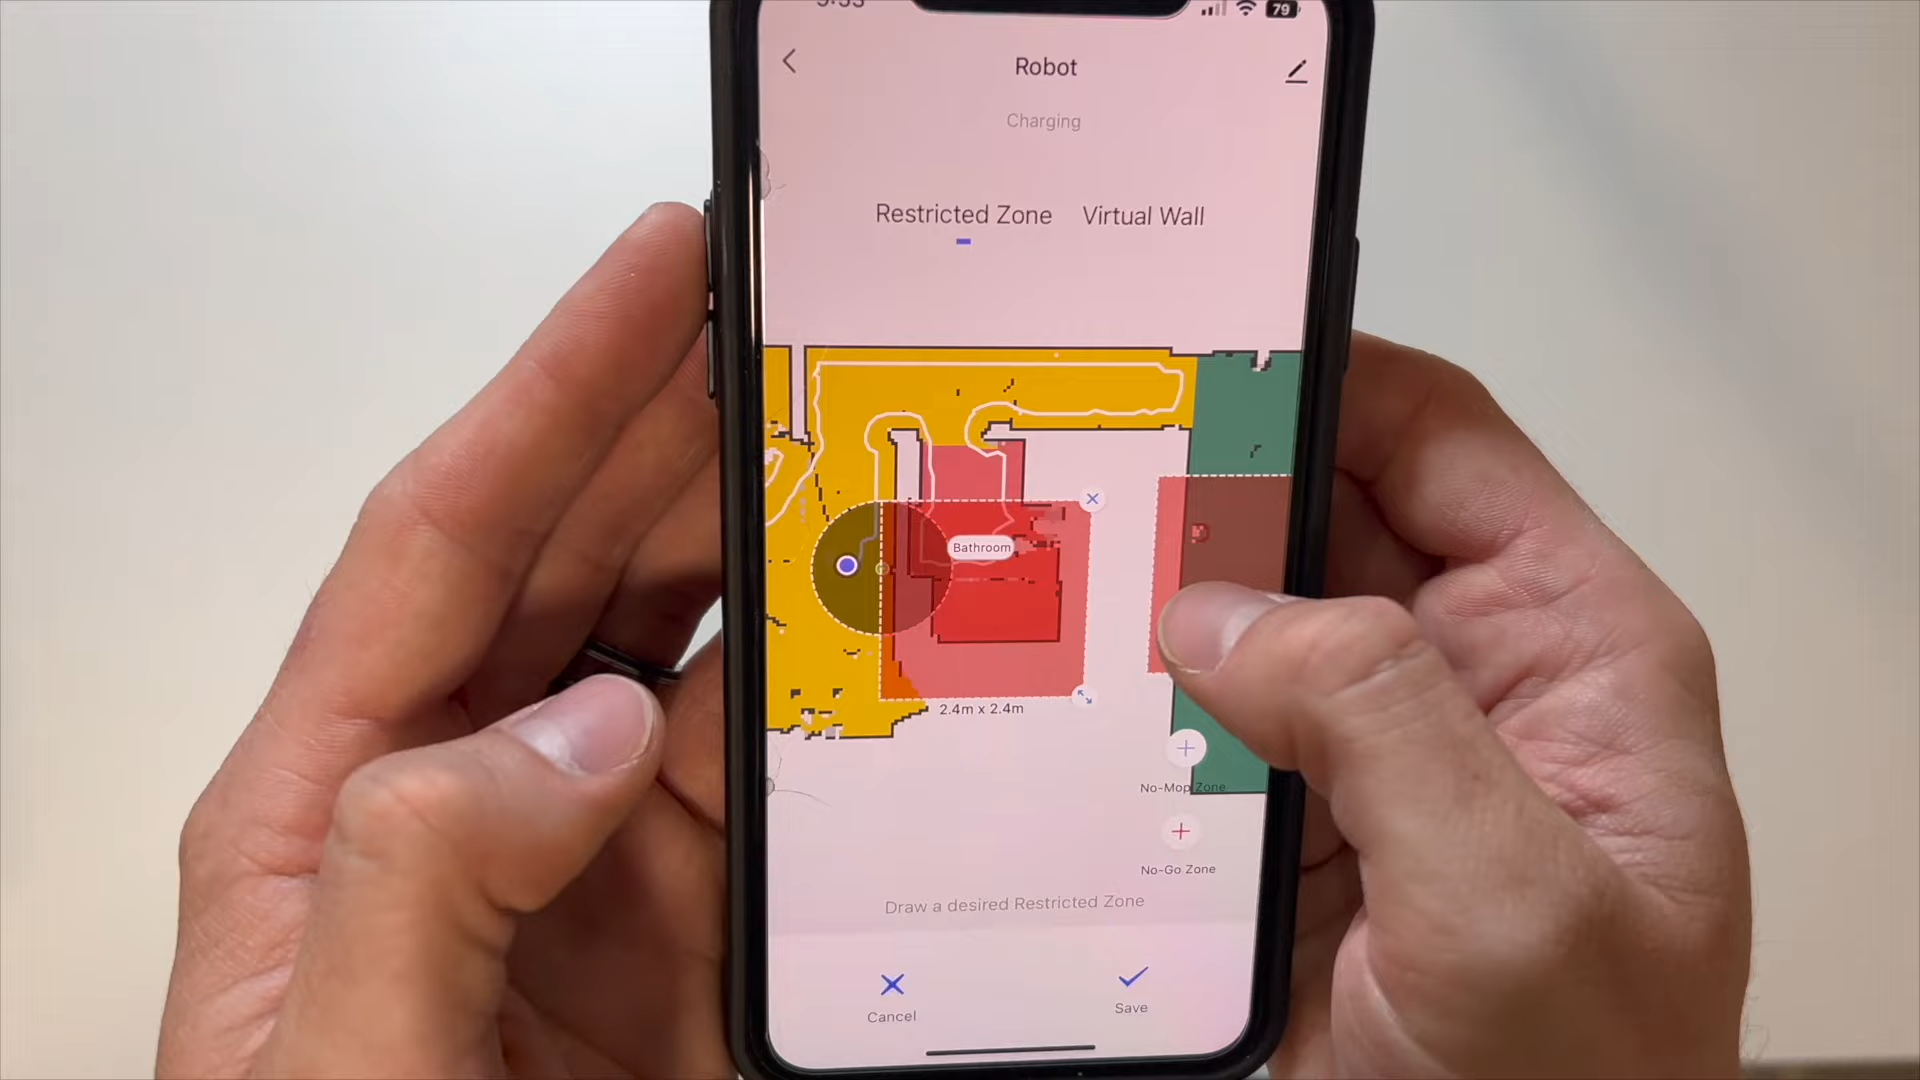 79
Robot
Charging
Restricted Zone Virtual Wall
Bathroom
2.4m x 2.4m
No-Mop Zone
No-Go Zone
Draw a desired Restricted Zone
Cancel Save